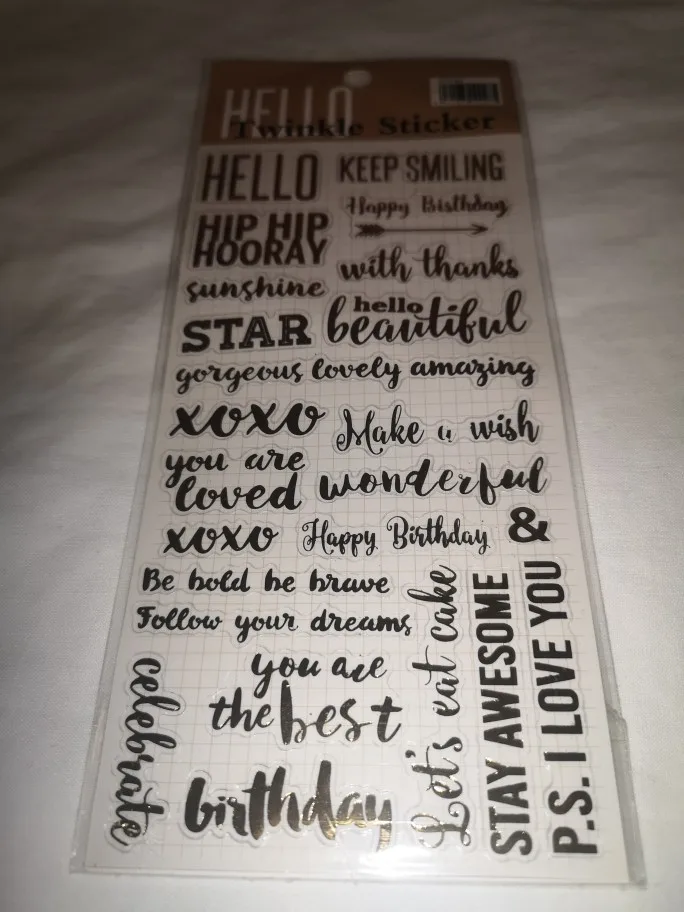 HELLO
Twinkle Sticker
HELLO
KEEP SMILING
Happy Bisthday
HIP HIP
HOORAY
with thanks
sunshine
hello
beautiful
STAR
gorgeous lovely amazing
xoxo
Make a wish
you are
loved
wonderful
xoxo
Happy Birthday
&
Be bold be brave
Follow your dreams
you are
the best
celebrate
birthday
Let's eat cake
STAY AWESOME
P.S. I LOVE YOU